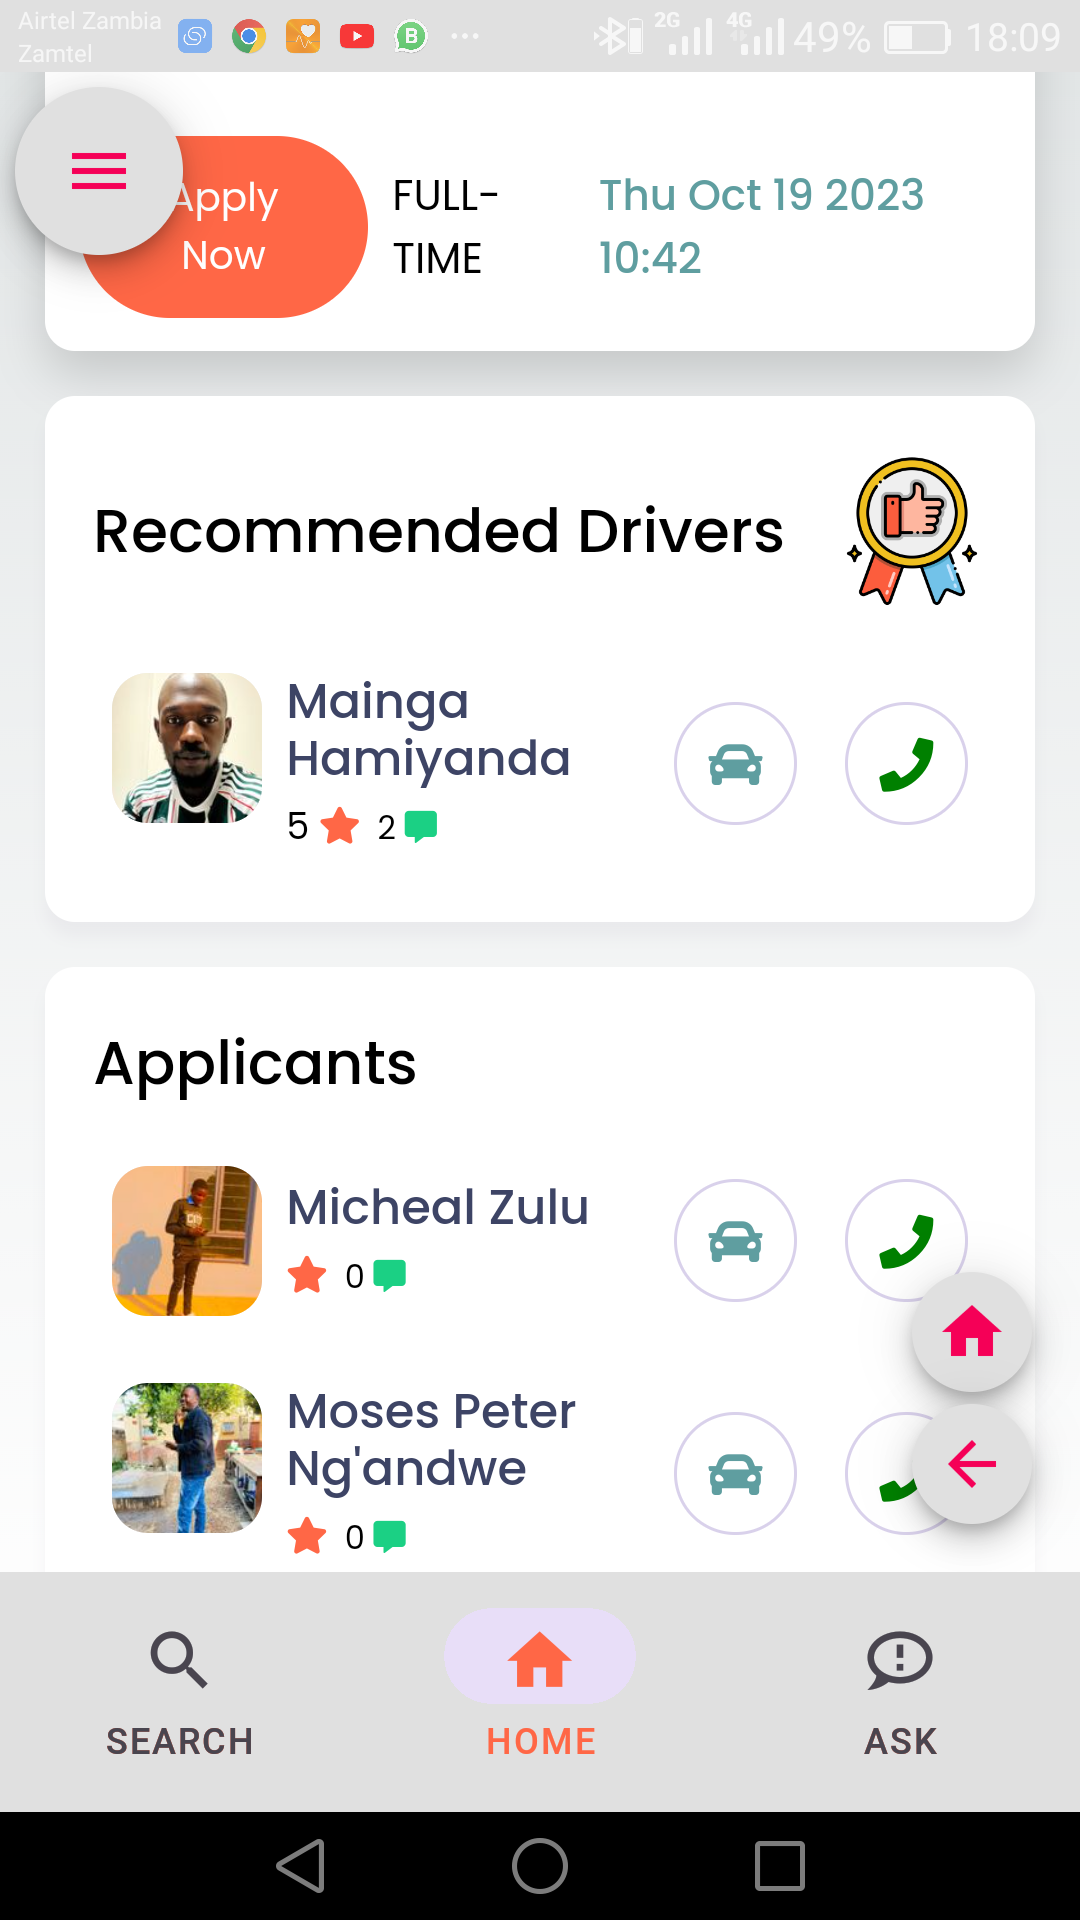 Airtel Zambia
Zamtel
2G
4G
49%
18:09
Apply
Now
FULL-
TIME
Thu Oct 19 2023
10:42
Recommended Drivers
Mainga
Hamiyanda
5
2
Applicants
Micheal Zulu
0
Moses Peter
Ng'andwe
0
SEARCH
HOME
ASK